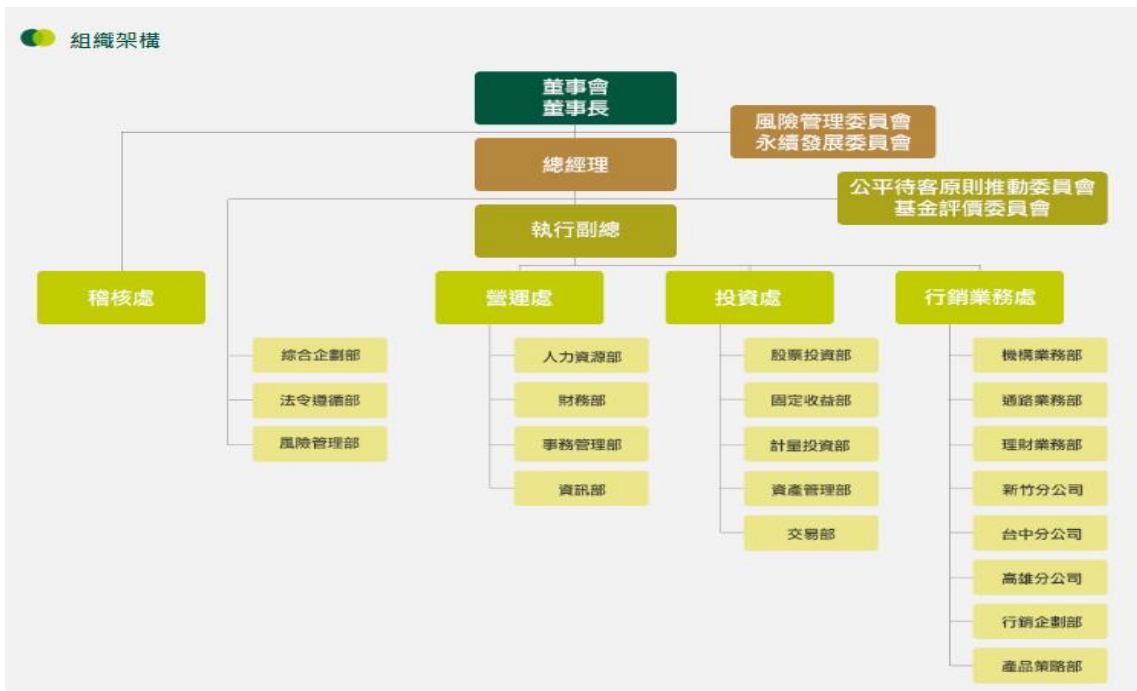 組織架構
董事會
董事長
風險管理委員會
永續發展委員會
總經理
公平待客原則推動委員會
基金評價委員會
執行副總
稽核處
營運處
投資處
行銷業務處
綜合企劃部
法令遵循部
風險管理部
人力資源部
財務部
事務管理部
資訊部
股票投資部
固定收益部
計量投資部
資產管理部
交易部
機構業務部
通路業務部
理財業務部
新竹分公司
台中分公司
高雄分公司
行銷企劃部
產品策略部